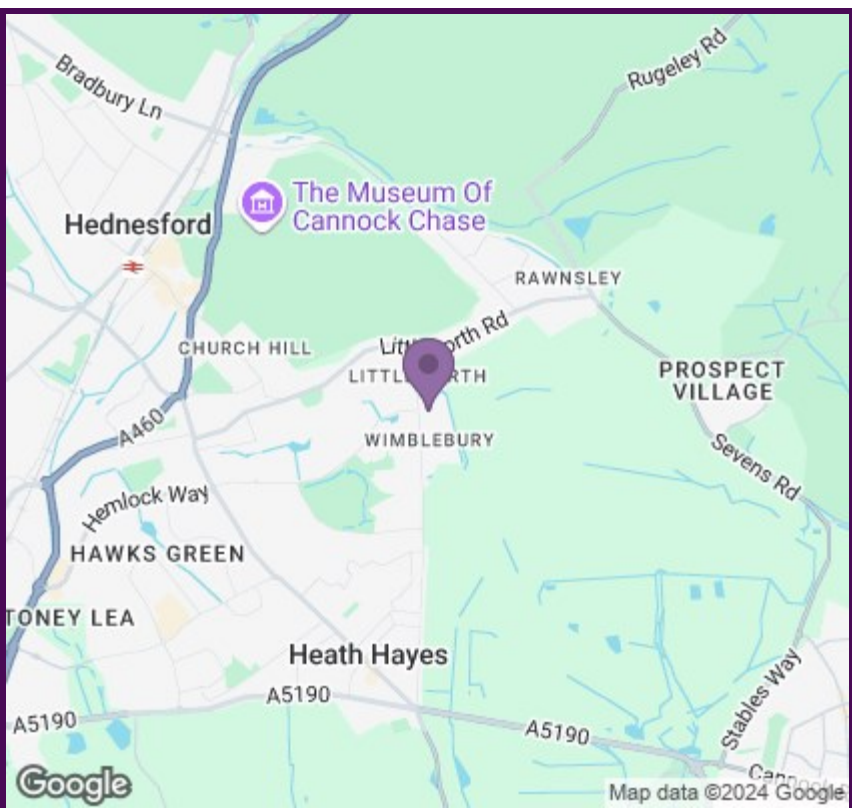 Bradbury Ln
Rugeley Rd
The Museum Of
Cannock Chase
Hednesford
RAWNSLEY
CHURCH HILL
PROSPECT
VILLAGE
WIMBLEBURY
A460
Sevens Rd
Hemlock Way
HAWKS GREEN
TONEY LEA
Heath Hayes
Stables Way
A5190
A5190
A5190
Google
Map data ©2024 Google